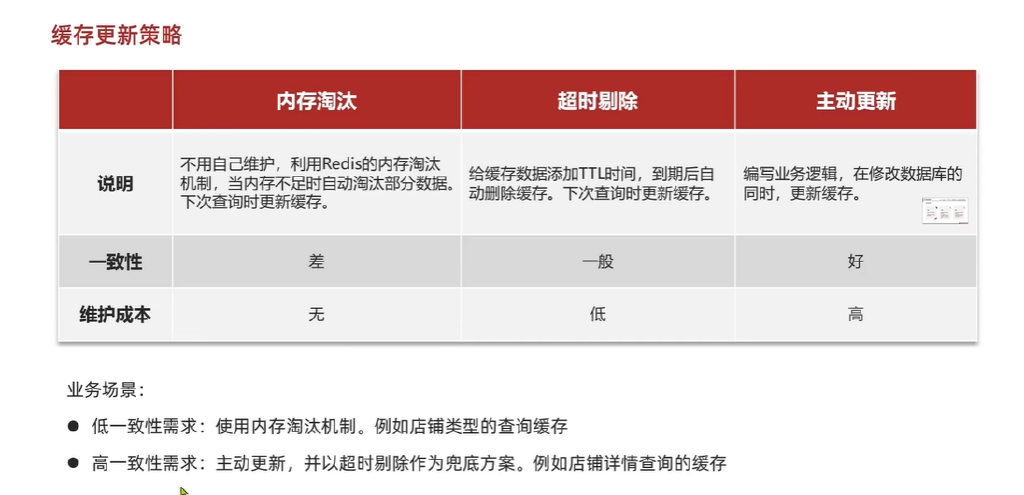 缓存更新策略
内存淘汰 超时剔除 主动更新
说明
不用自己维护，利用Redis的内存淘汰
机制，当内存不足时自动淘汰部分数据。
下次查询时更新缓存。
给缓存数据添加TTL时间，到期后自
动删除缓存。下次查询时更新缓存。
编写业务逻辑，在修改数据库的
同时，更新缓存。
一致性 差 一般 好
维护成本 无 低 高
业务场景：
● 低一致性需求：使用内存淘汰机制。例如店铺类型的查询缓存
● 高一致性需求：主动更新，并以超时剔除作为兜底方案。例如店铺详情查询的缓存